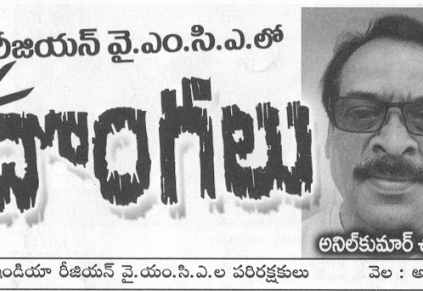 రీజియన్ వై.ఎం.సి.ఎ.లో
దొంగలు
అనిల్‌కుమార్
ఇండియా రీజియన్ వై.యం.సి.ఎ.ల పరిరక్షకులు వెల : అ